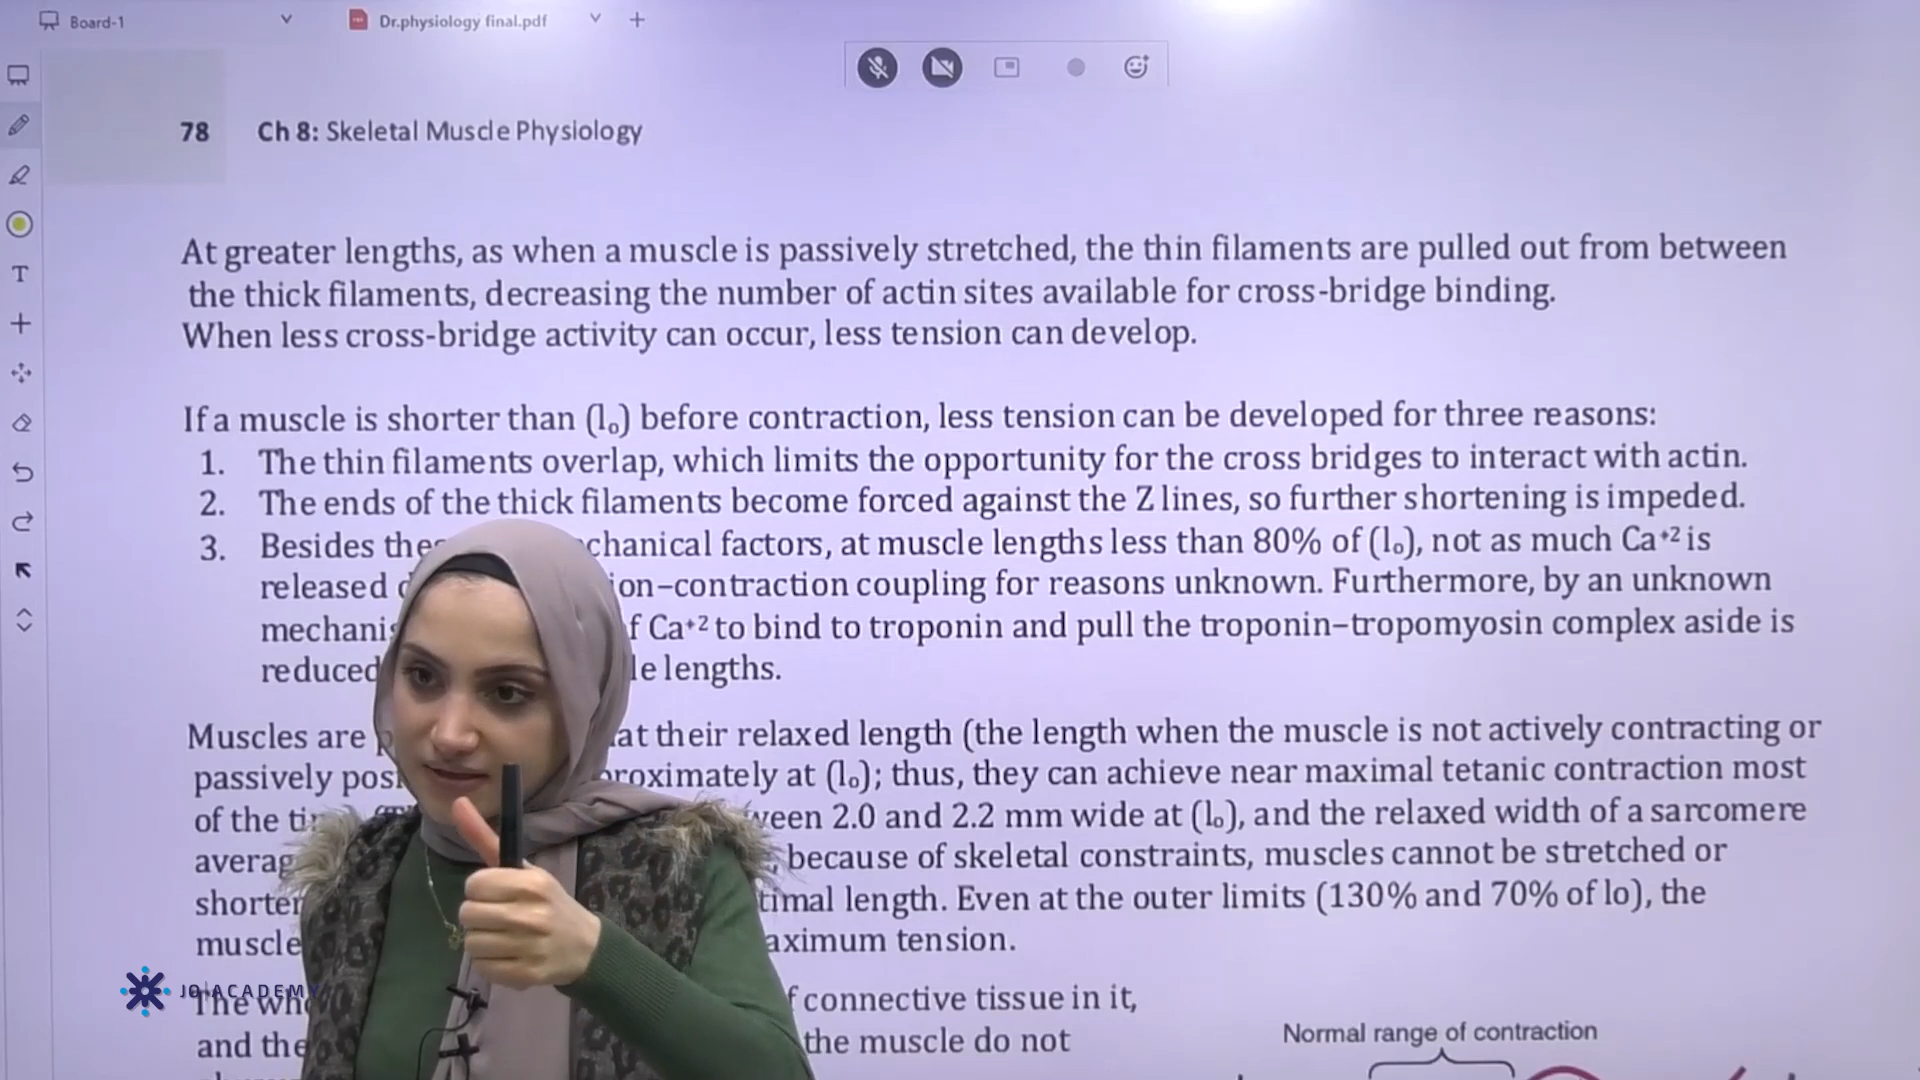 Board-1
Dr.physiology final.pdf
78 Ch 8: Skeletal Muscle Physiology
At greater lengths, as when a muscle is passively stretched, the thin filaments are pulled out from between
the thick filaments, decreasing the number of actin sites available for cross-bridge binding.
When less cross-bridge activity can occur, less tension can develop.
If a muscle is shorter than (lₒ) before contraction, less tension can be developed for three reasons:
1. The thin filaments overlap, which limits the opportunity for the cross bridges to interact with actin.
2. The ends of the thick filaments become forced against the Z lines, so further shortening is impeded.
3. Besides chanical factors, at muscle lengths less than 80% of (lₒ), not as much Ca⁺² is
released ion–contraction coupling for reasons unknown. Furthermore, by an unknown
f Ca⁺² to bind to troponin and pull the troponin–tropomyosin complex aside is
reduced le lengths.
Muscles are at their relaxed length (the length when the muscle is not actively contracting or
passively roximately at (lₒ); thus, they can achieve near maximal tetanic contraction most
of the ween 2.0 and 2.2 mm wide at (lₒ), and the relaxed width of a sarcomere
averag because of skeletal constraints, muscles cannot be stretched or
shorter timal length. Even at the outer limits (130% and 70% of lo), the
muscle aximum tension.
JO ACADEMY
The f connective tissue in it,
and the the muscle do not
Normal range of contraction